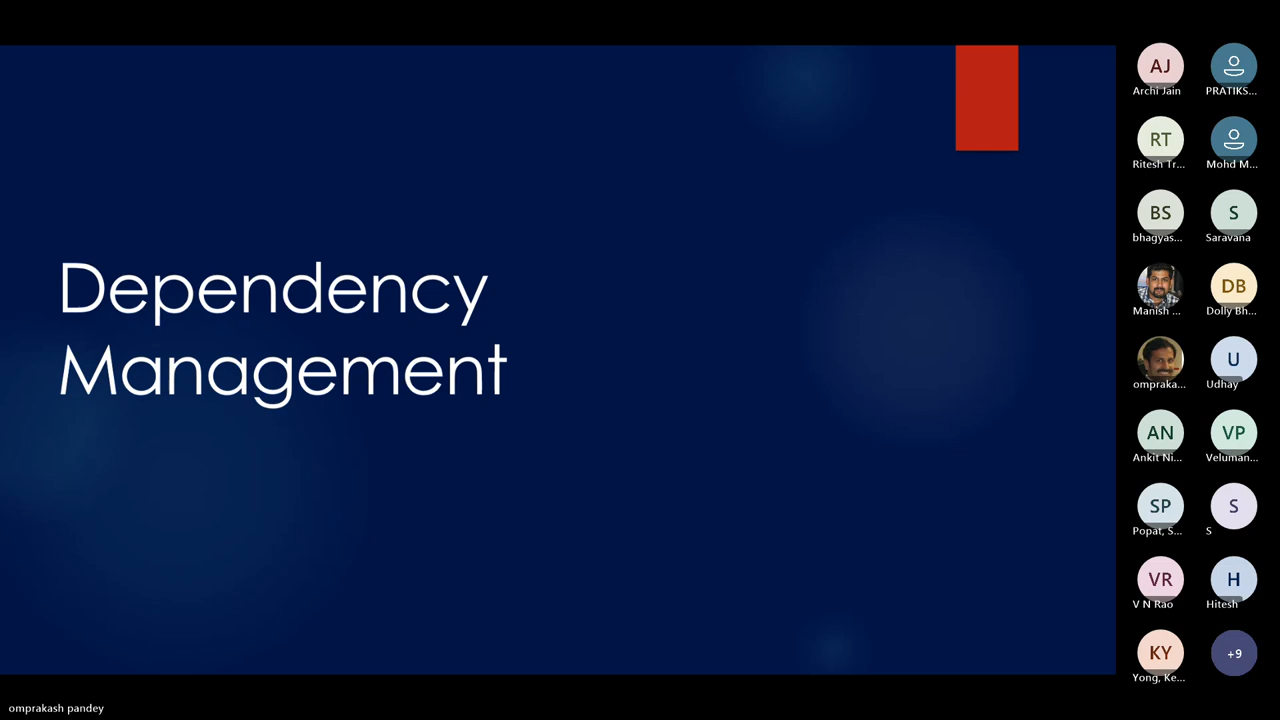 Dependency
Management
AJ
Archi Jain
PRATIKS...
RT
Ritesh Tr...
Mohd M...
BS
bhagyas...
S
Saravana
Manish ...
DB
Dolly Bh...
ompraka...
U
Udhay
AN
Ankit Ni...
VP
Veluman...
SP
Popat, S...
S
S
VR
V N Rao
H
Hitesh
KY
Yong, Ke...
+9
omprakash pandey